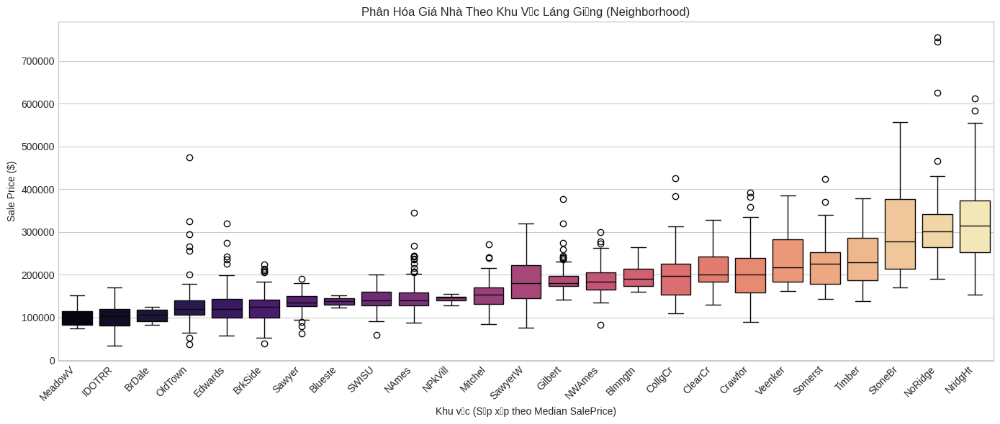 Phân Hóa Giá Nhà Theo Khu V▯c Láng Gi▯ng (Neighborhood)
Sale Price ($)
700000
600000
500000
400000
300000
200000
100000
0
MeadowV
IDOTRR
BrDale
OldTown
Edwards
BrkSide
Sawyer
Blueste
SWISU
NAmes
NPkVill
Mitchel
SawyerW
Gilbert
NWAmes
Blmngtn
CollgCr
ClearCr
Crawfor
Veenker
Somerst
Timber
StoneBr
NoRidge
NridgHt
Khu v▯c (S▯p x▯p theo Median SalePrice)